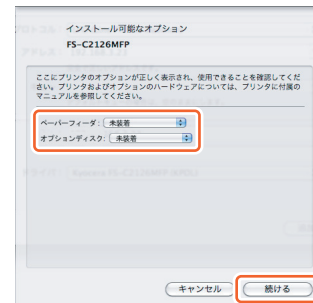 インストール可能なオプション
FS-C2126MFP
ここにプリンタのオプションが正しく表示され、使用できることを確認してくだ
さい。プリンタおよびオプションのハードウェアについては、プリンタに付属の
マニュアルを参照してください。
ペーパーフィーダ: 未装着
オプションディスク: 未装着
キャンセル
続ける